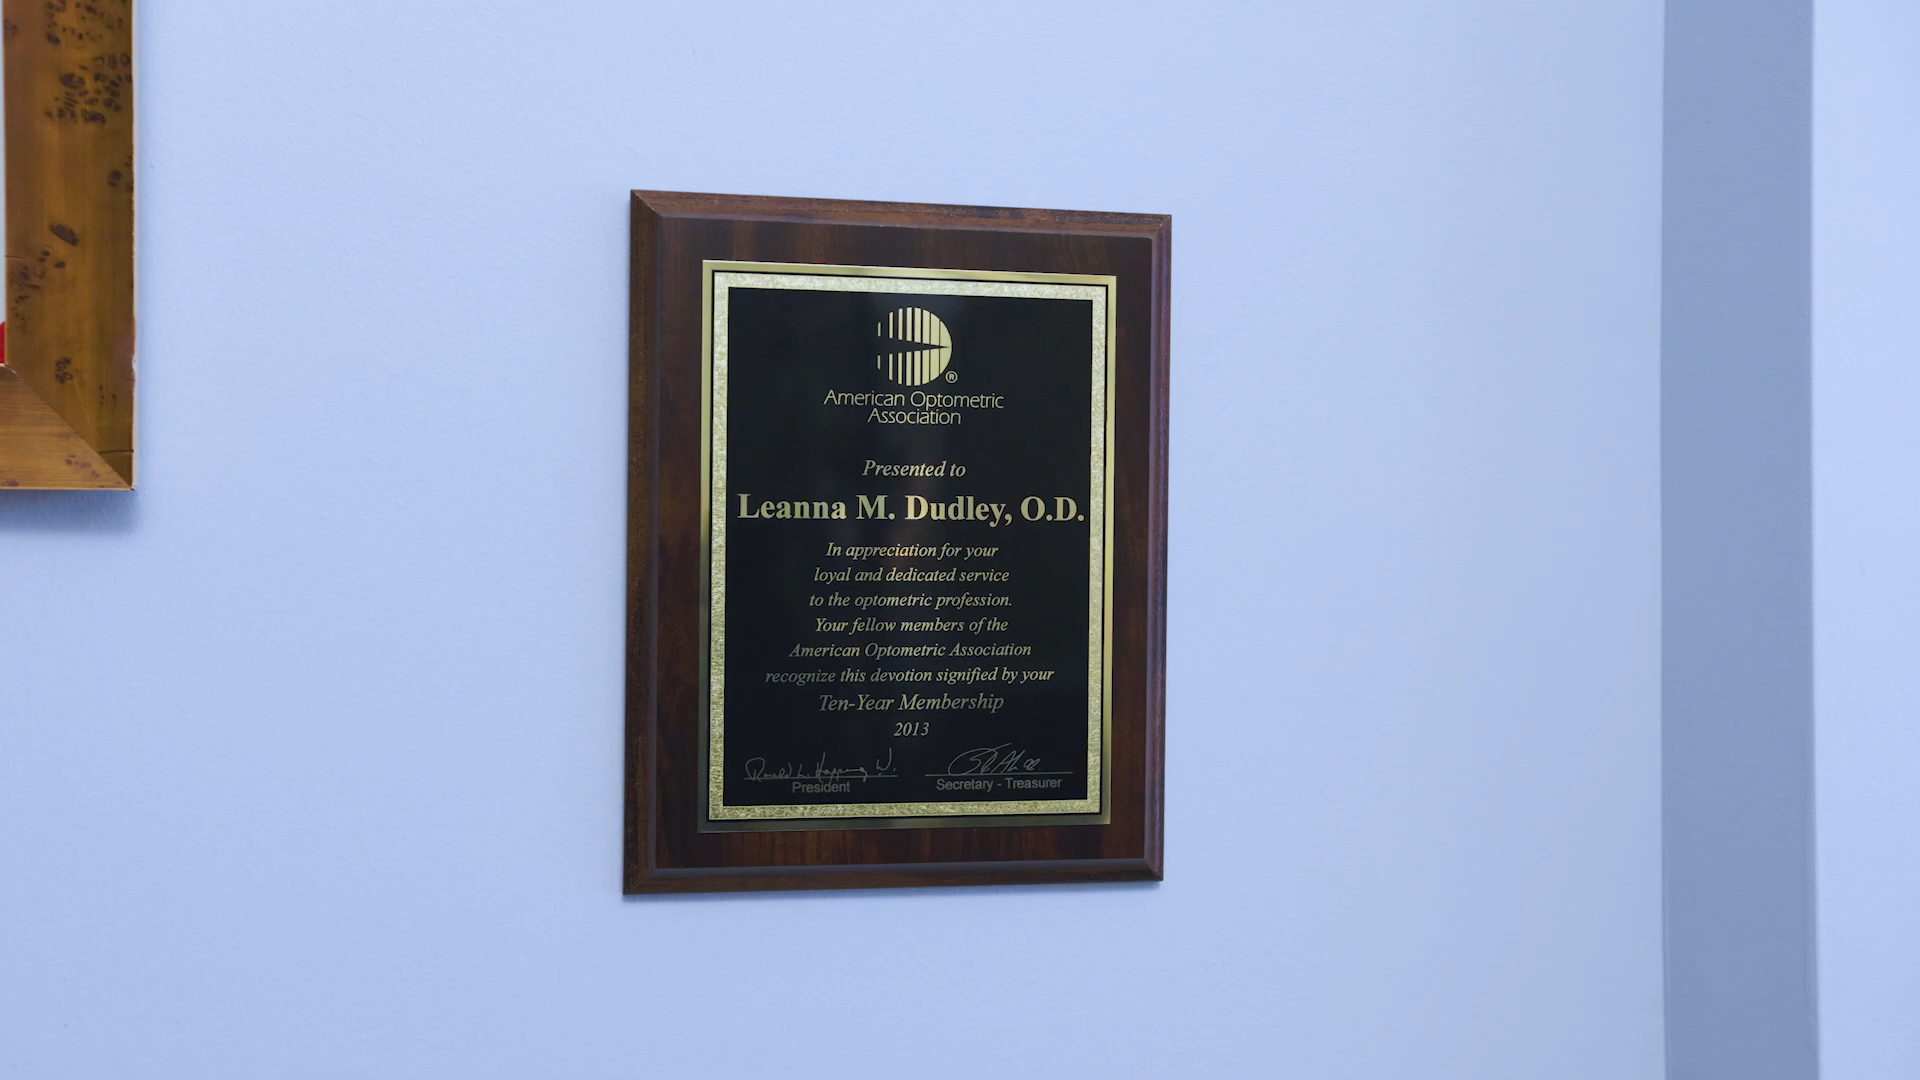 ®
American Optometric
Association
Presented to
Leanna M. Dudley, O.D.
In appreciation for your
loyal and dedicated service
to the optometric profession.
Your fellow members of the
American Optometric Association
recognize this devotion signified by your
Ten-Year Membership
2013
President
Secretary - Treasurer